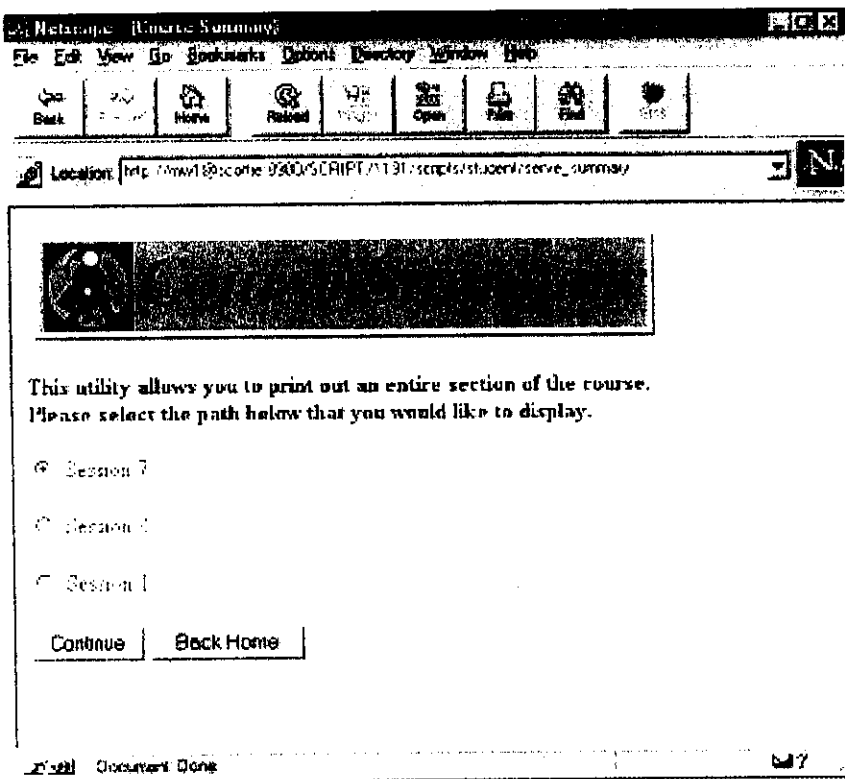 Netscape - [Course Summary]
File Edit View Go Bookmarks Options Directory Window Help
Back Home Reload Open Print Find
Location:
N
This utility allows you to print out an entire section of the course.
Please select the path below that you would like to display.
Session 7
Session
Session 1
Continue Back Home
Document Done